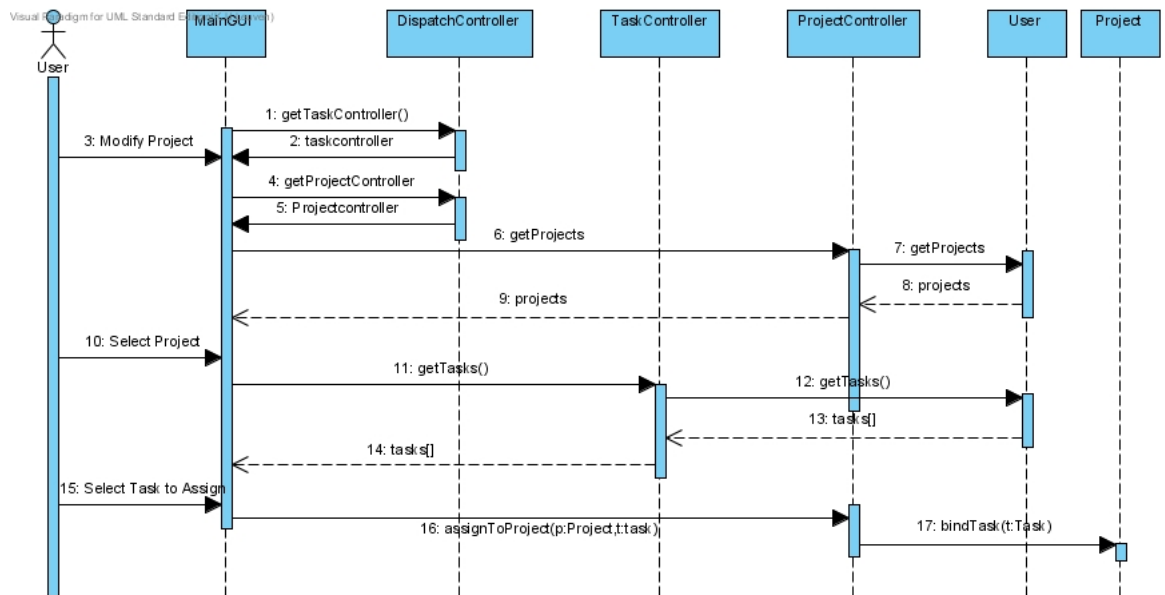 Visual Paradigm for UML Standard
MainGUI
DispatchController
TaskController
ProjectController
User
Project
User
1: getTaskController()
3: Modify Project
2: taskcontroller
4: getProjectController
5: Projectcontroller
6: getProjects
7: getProjects
8: projects
9: projects
10: Select Project
11: getTasks()
12: getTasks()
13: tasks[]
14: tasks[]
15: Select Task to Assign
16: assignToProject(p:Project,t:task)
17: bindTask(t:Task)